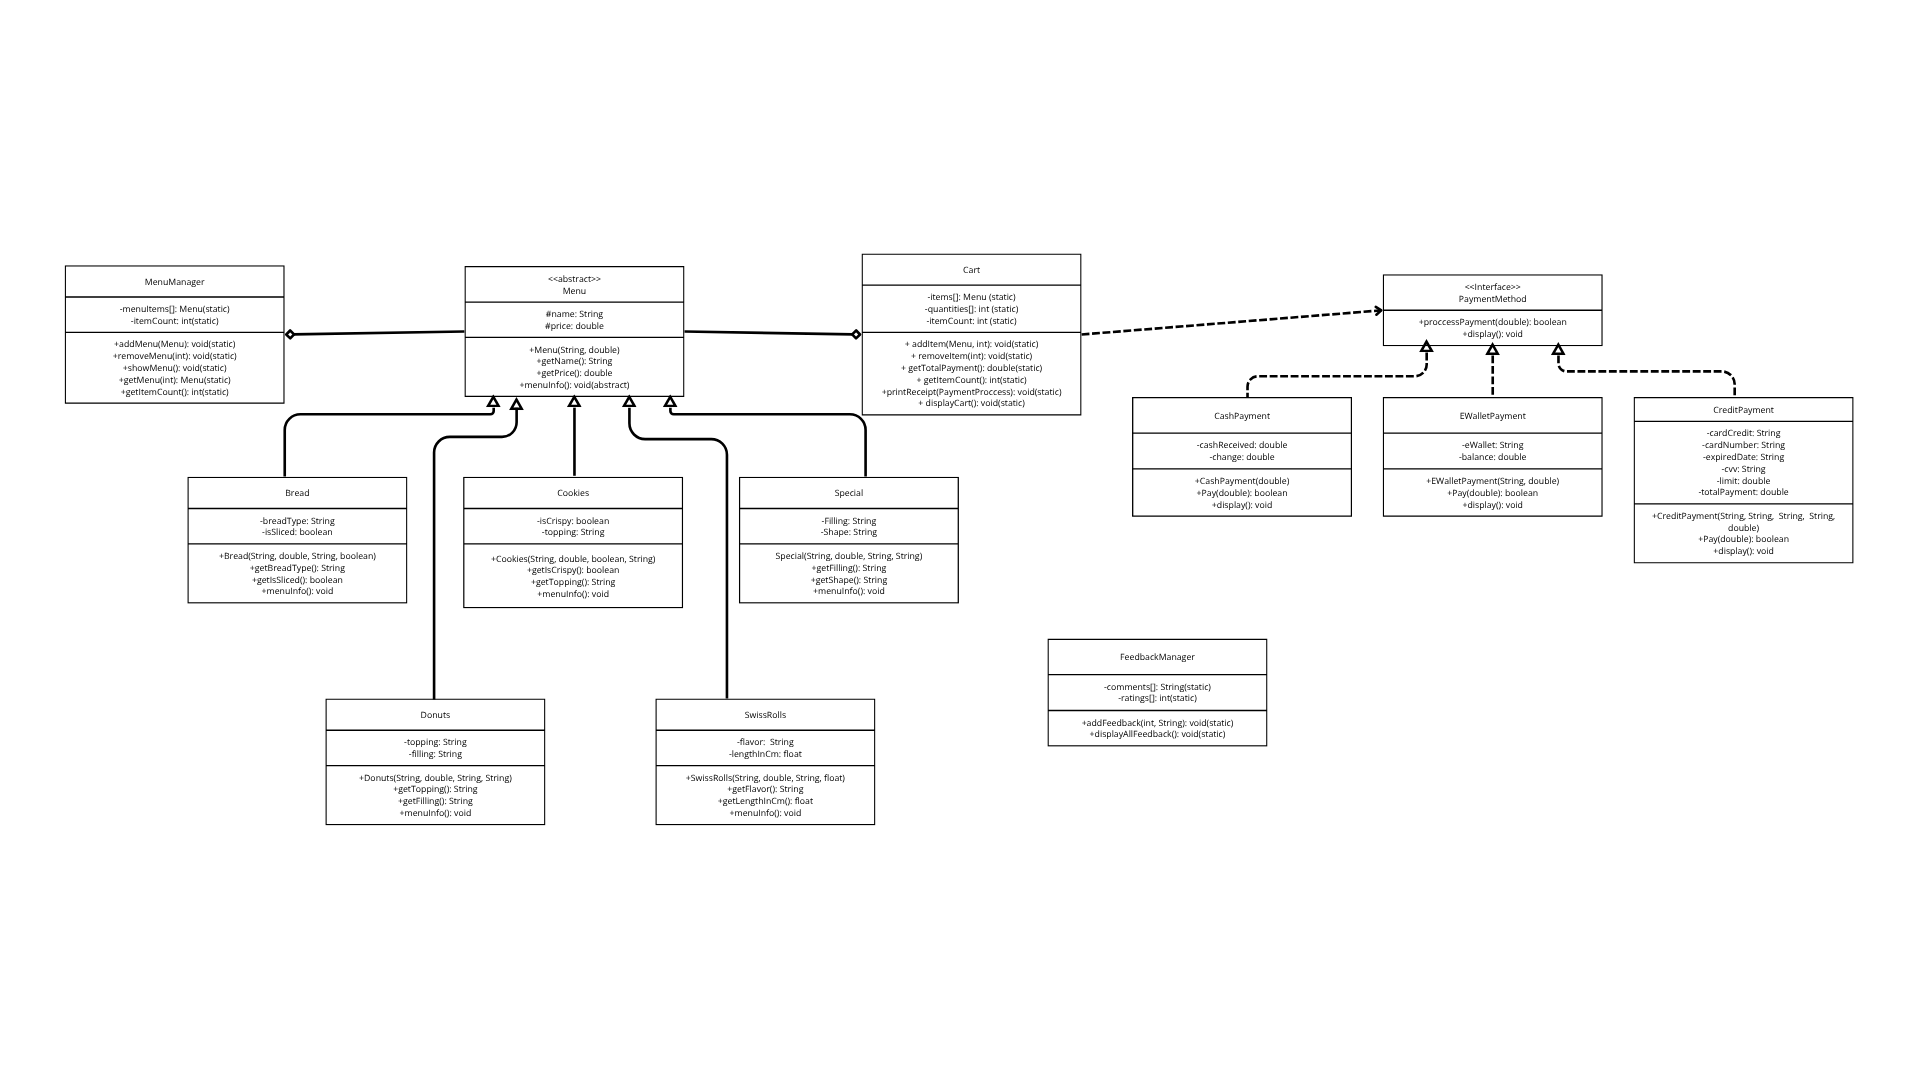 MenuManager
-menuItems[]: Menu(static)
-itemCount: int(static)
+addMenu(Menu): void(static)
+removeMenu(int): void(static)
+showMenu(): void(static)
+getMenu(int): Menu(static)
+getItemCount(): int(static)
<<abstract>>
Menu
#name: String
#price: double
+Menu(String, double)
+getName(): String
+getPrice(): double
+menuInfo(): void(abstract)
Cart
-items[]: Menu (static)
-quantities[]: int (static)
-itemCount: int (static)
+ addItem(Menu, int): void(static)
+ removeItem(int): void(static)
+ getTotalPayment(): double(static)
+ getItemCount(): int(static)
+printReceipt(PaymentProccess): void(static)
+ displayCart(): void(static)
<<Interface>>
PaymentMethod
+proccessPayment(double): boolean
+display(): void
CashPayment
-cashReceived: double
-change: double
+CashPayment(double)
+Pay(double): boolean
+display(): void
EWalletPayment
-eWallet: String
-balance: double
+EWalletPayment(String, double)
+Pay(double): boolean
+display(): void
CreditPayment
-cardCredit: String
-cardNumber: String
-expiredDate: String
-cvv: String
-limit: double
-totalPayment: double
+CreditPayment(String, String,  String,  String,
double)
+Pay(double): boolean
+display(): void
Bread
-breadType: String
-isSliced: boolean
+Bread(String, double, String, boolean)
+getBreadType(): String
+getIsSliced: boolean
+menuInfo(): void
Cookies
-isCrispy: boolean
-topping: String
+Cookies(String, double, boolean, String)
+getIsCrispy(): boolean
+getTopping(): String
+menuInfo(): void
Special
-Filling: String
-Shape: String
Special(String, double, String, String)
+getFilling(): String
+getShape(): String
+menuInfo(): void
FeedbackManager
-comments[]: String(static)
-ratings[]: int(static)
+addFeedback(int, String): void(static)
+displayAllFeedback(): void(static)
Donuts
-topping: String
-filling: String
+Donuts(String, double, String, String)
+getTopping(): String
+getFilling(): String
+menuInfo(): void
SwissRolls
-flavor:  String
-lengthInCm: float
+SwissRolls(String, double, String, float)
+getFlavor(): String
+getLengthInCm(): float
+menuInfo(): void